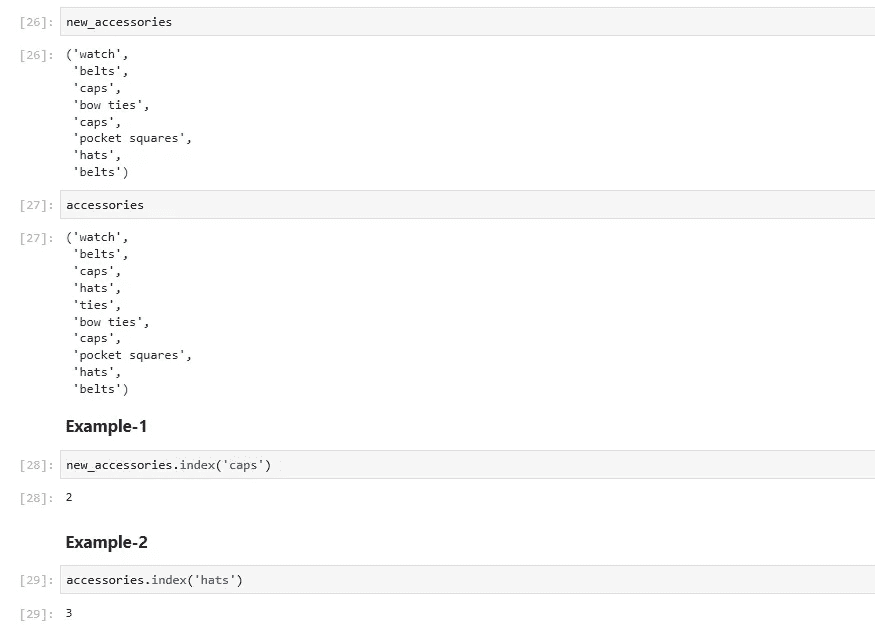 [26]: new_accessories
[26]: ('watch',
'belts',
'caps',
'bow ties',
'caps',
'pocket squares',
'hats',
'belts')
[27]: accessories
[27]: ('watch',
'belts',
'caps',
'hats',
'ties',
'bow ties',
'caps',
'pocket squares',
'hats',
'belts')
Example-1
[28]: new_accessories.index('caps')
[28]: 2
Example-2
[29]: accessories.index('hats')
[29]: 3